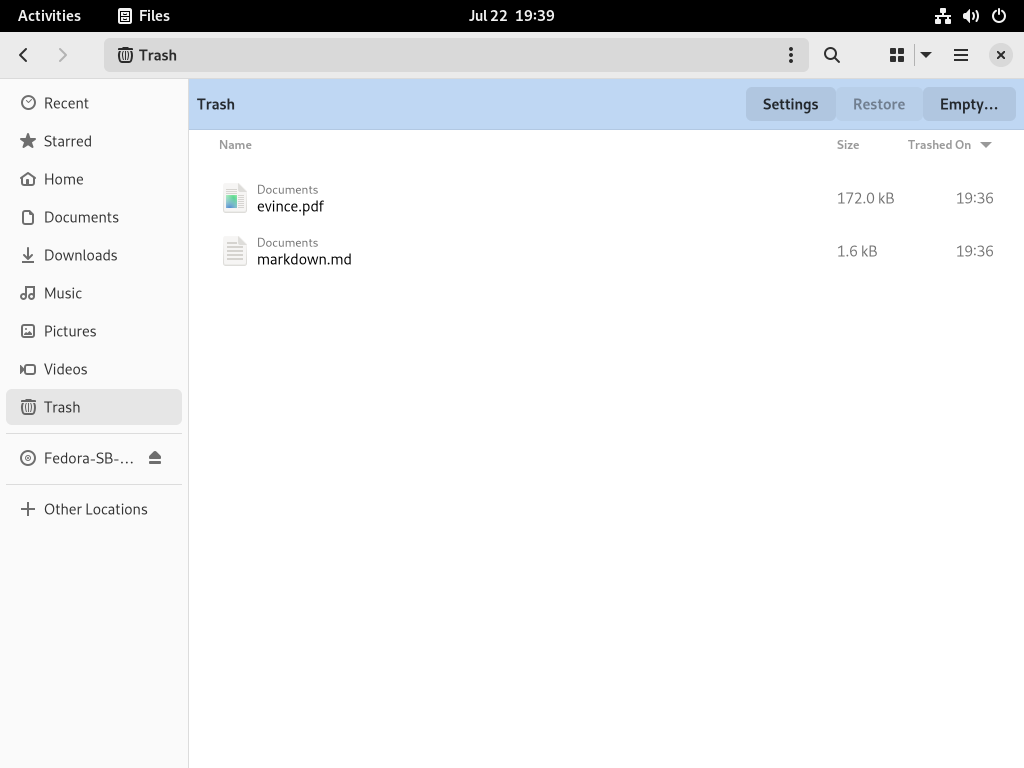 Activities
Files
Jul 22 19:39
Trash
Recent
Starred
Home
Documents
Downloads
Music
Pictures
Videos
Trash
Fedora-SB-...
Other Locations
Trash
Settings
Restore
Empty...
Name
Size
Trashed On
Documents
evince.pdf
172.0 kB
19:36
Documents
markdown.md
1.6 kB
19:36